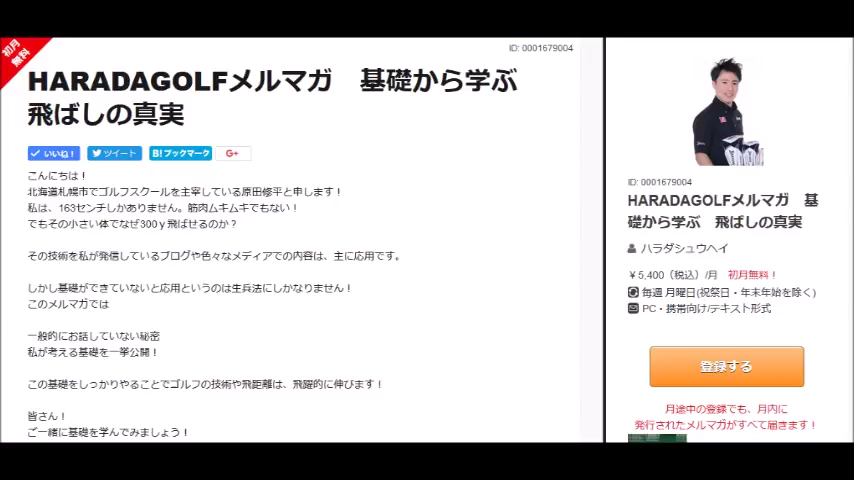 初月
無料
ID: 0001679004
HARADAGOLFメルマガ　基礎から学ぶ
飛ばしの真実
いいね！ ツイート B!ブックマーク G+
こんにちは！
北海道札幌市でゴルフスクールを主宰している原田修平と申します！
私は、163センチしかありません。筋肉ムキムキでもない！
でもその小さい体でなぜ300ｙ飛ばせるのか？
その技術を私が発信しているブログや色々なメディアでの内容は、主に応用です。
しかし基礎ができていないと応用というのは生兵法にしかなりません！
このメルマガでは
一般的にお話していない秘密
私が考える基礎を一挙公開！
この基礎をしっかりやることでゴルフの技術や飛距離は、飛躍的に伸びます！
皆さん！
ご一緒に基礎を学んでみましょう！
ID: 0001679004
HARADAGOLFメルマガ　基
礎から学ぶ　飛ばしの真実
ハラダシュウヘイ
￥5,400（税込）/月　初月無料！
毎週 月曜日(祝祭日・年末年始を除く)
PC・携帯向け/テキスト形式
登録する
月途中の登録でも、月内に
発行されたメルマガがすべて届きます！